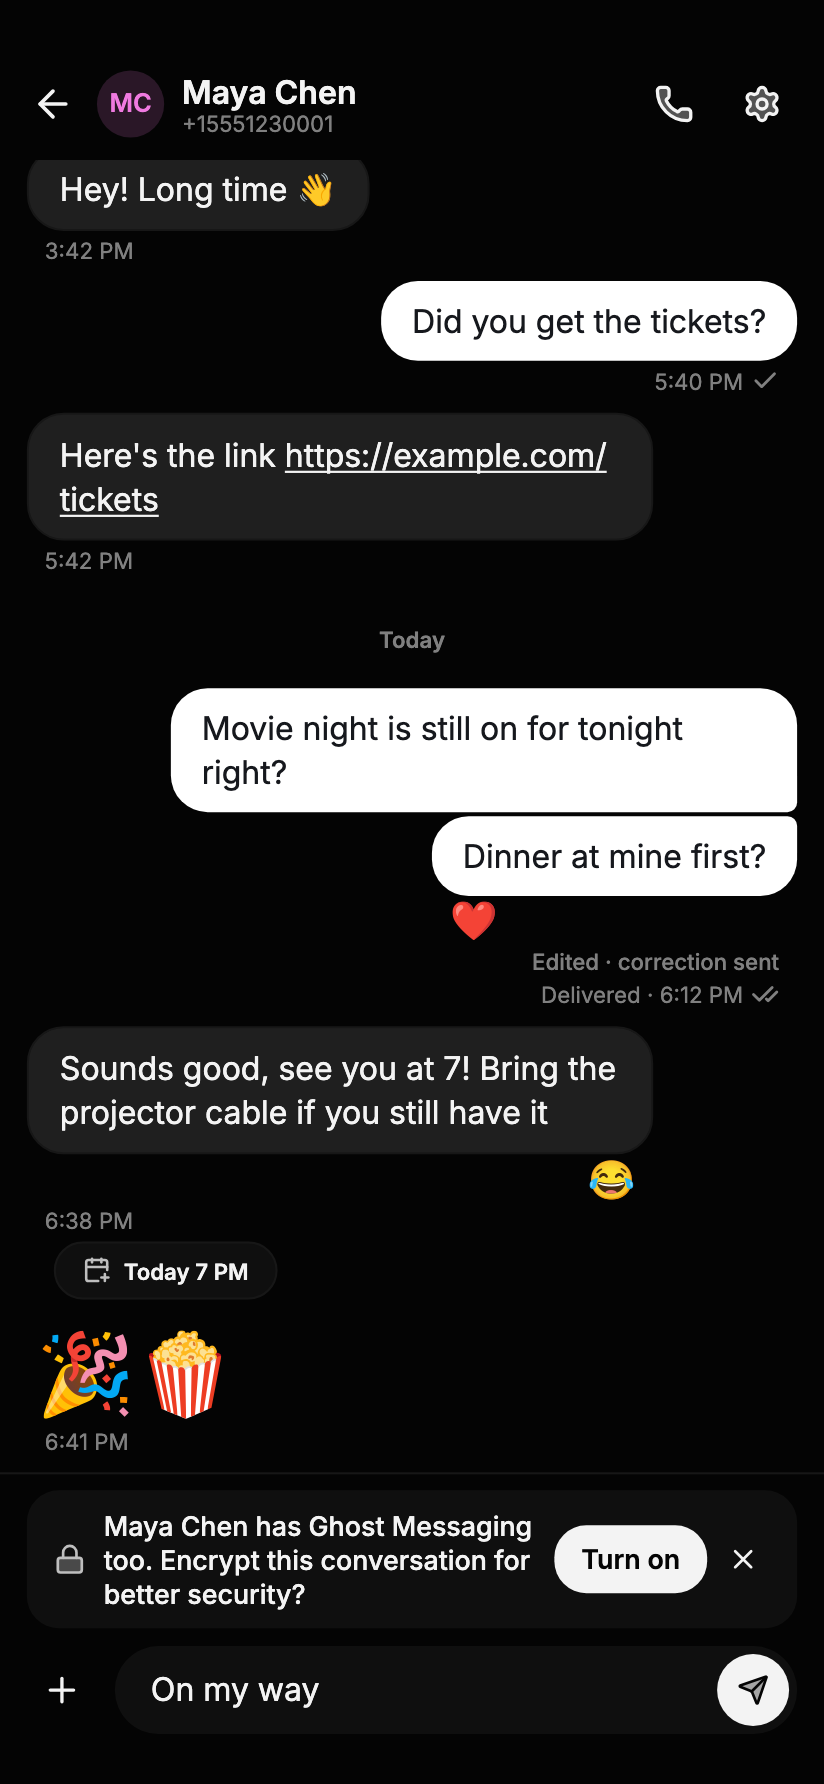 MC
Maya Chen
+15551230001
Hey! Long time 👋
3:42 PM
Did you get the tickets?
5:40 PM
Here's the link https://example.com/
tickets
5:42 PM
Today
Movie night is still on for tonight
right?
Dinner at mine first?
❤️
Edited · correction sent
Delivered · 6:12 PM
Sounds good, see you at 7! Bring the
projector cable if you still have it
😂
6:38 PM
Today 7 PM
🎉🍿
6:41 PM
Maya Chen has Ghost Messaging
too. Encrypt this conversation for
better security?
Turn on
On my way